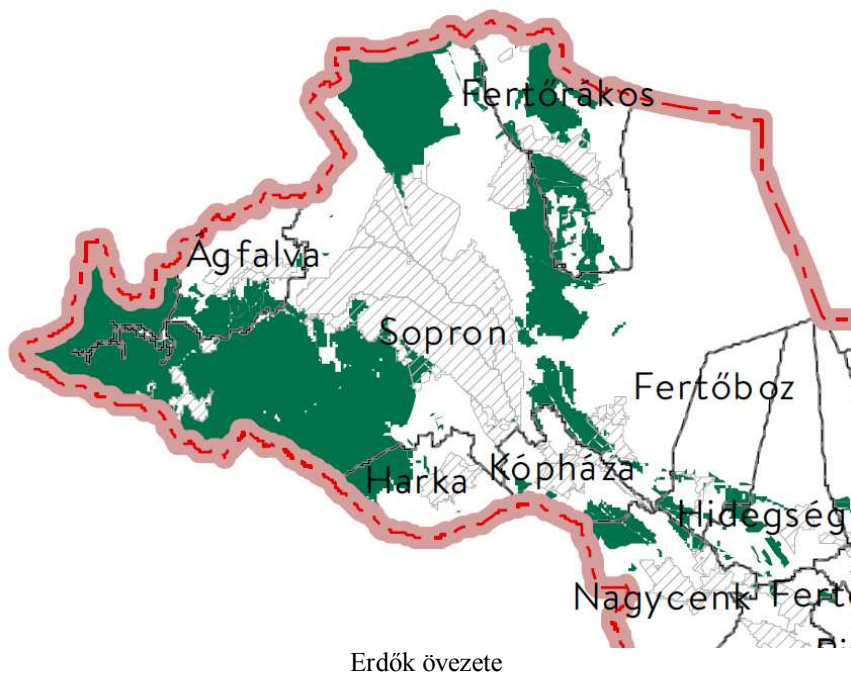 Fertőrákos
Ágfalva
Sopron
Fertőboz
Harka
Kópháza
Hidegség
Nagycenk
Erdők övezete